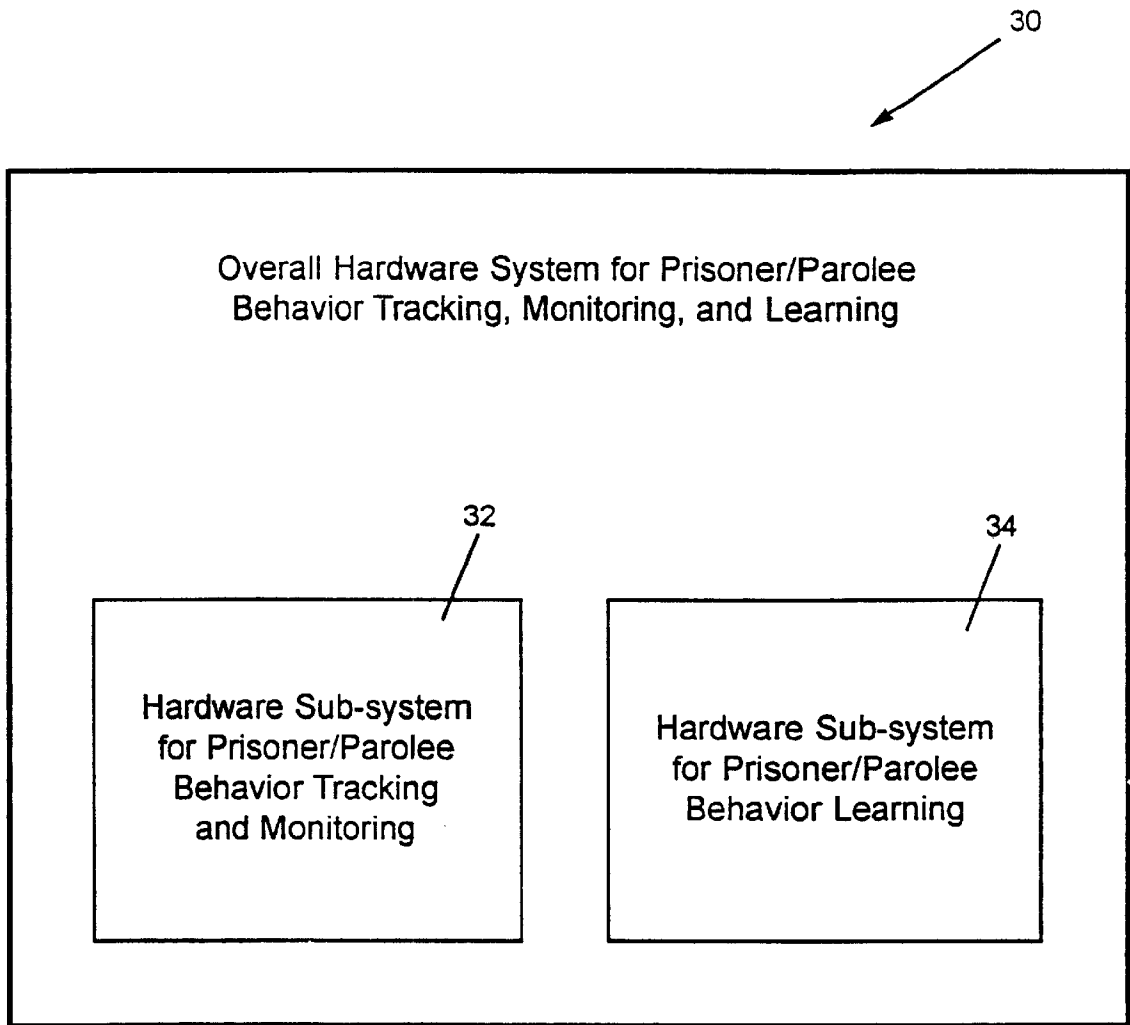 30
Overall Hardware System for Prisoner/Parolee
Behavior Tracking, Monitoring, and Learning
32
34
Hardware Sub-system
for Prisoner/Parolee
Behavior Tracking
and Monitoring
Hardware Sub-system
for Prisoner/Parolee
Behavior Learning